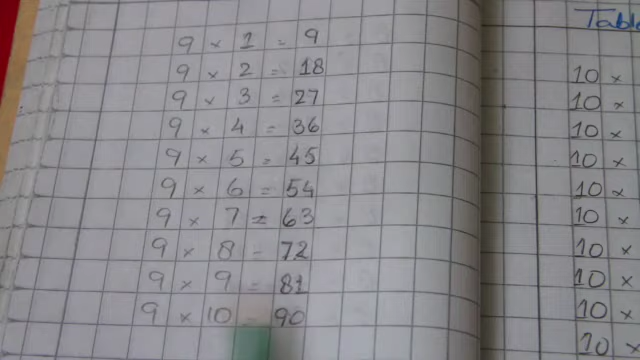 9 × 1 = 9
9 × 2 = 18
9 × 3 = 27
9 × 4 = 36
9 × 5 = 45
9 × 6 = 54
9 × 7 = 63
9 × 8 = 72
9 × 9 = 81
9 × 10 = 90
10 ×
10 ×
10 ×
10 ×
10 ×
10 ×
10 ×
10 ×
10 ×
10 ×